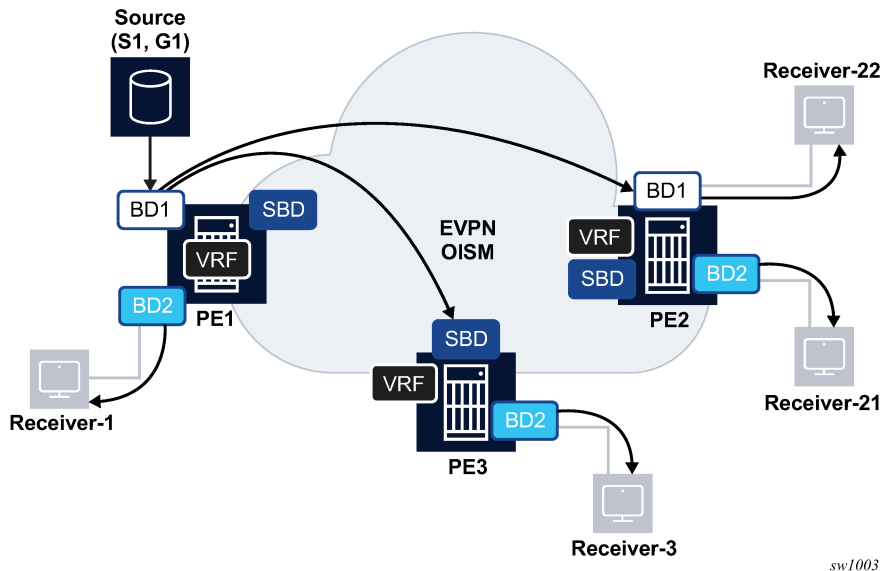 Source
(S1, G1)
Receiver-22
BD1
SBD
BD1
EVPN
OISM
VRF
VRF
SBD
BD2
BD2
PE1
PE2
SBD
VRF
Receiver-1
Receiver-21
BD2
PE3
Receiver-3
sw1003